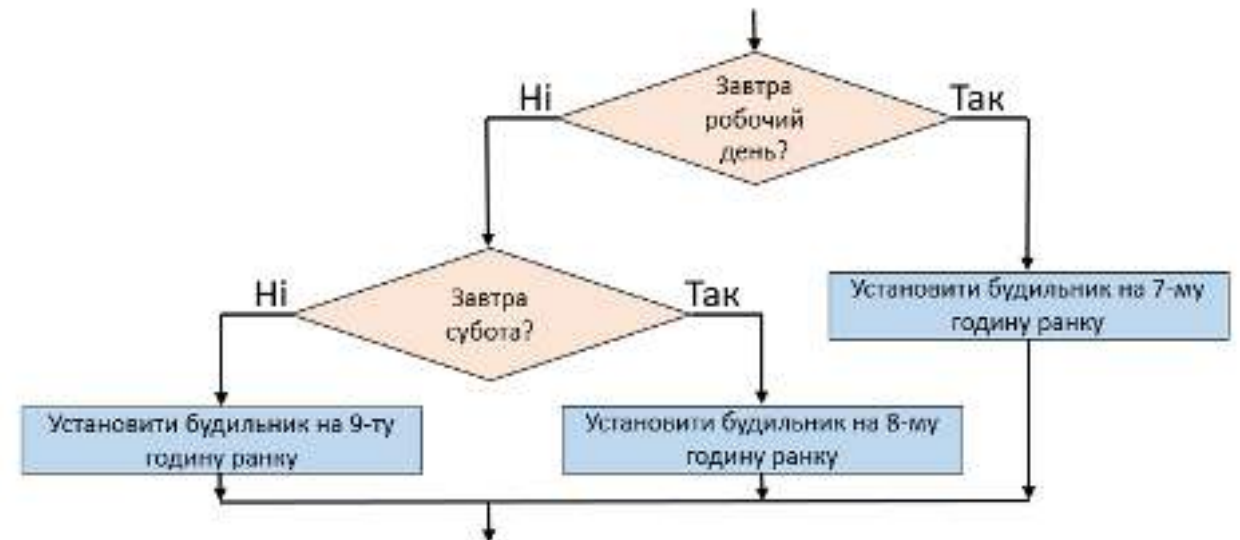 Завтра
робочий
день?
Ні
Так
Завтра
субота?
Ні
Так
Установити будильник на 7-му
годину ранку
Установити будильник на 9-ту
годину ранку
Установити будильник на 8-му
годину ранку